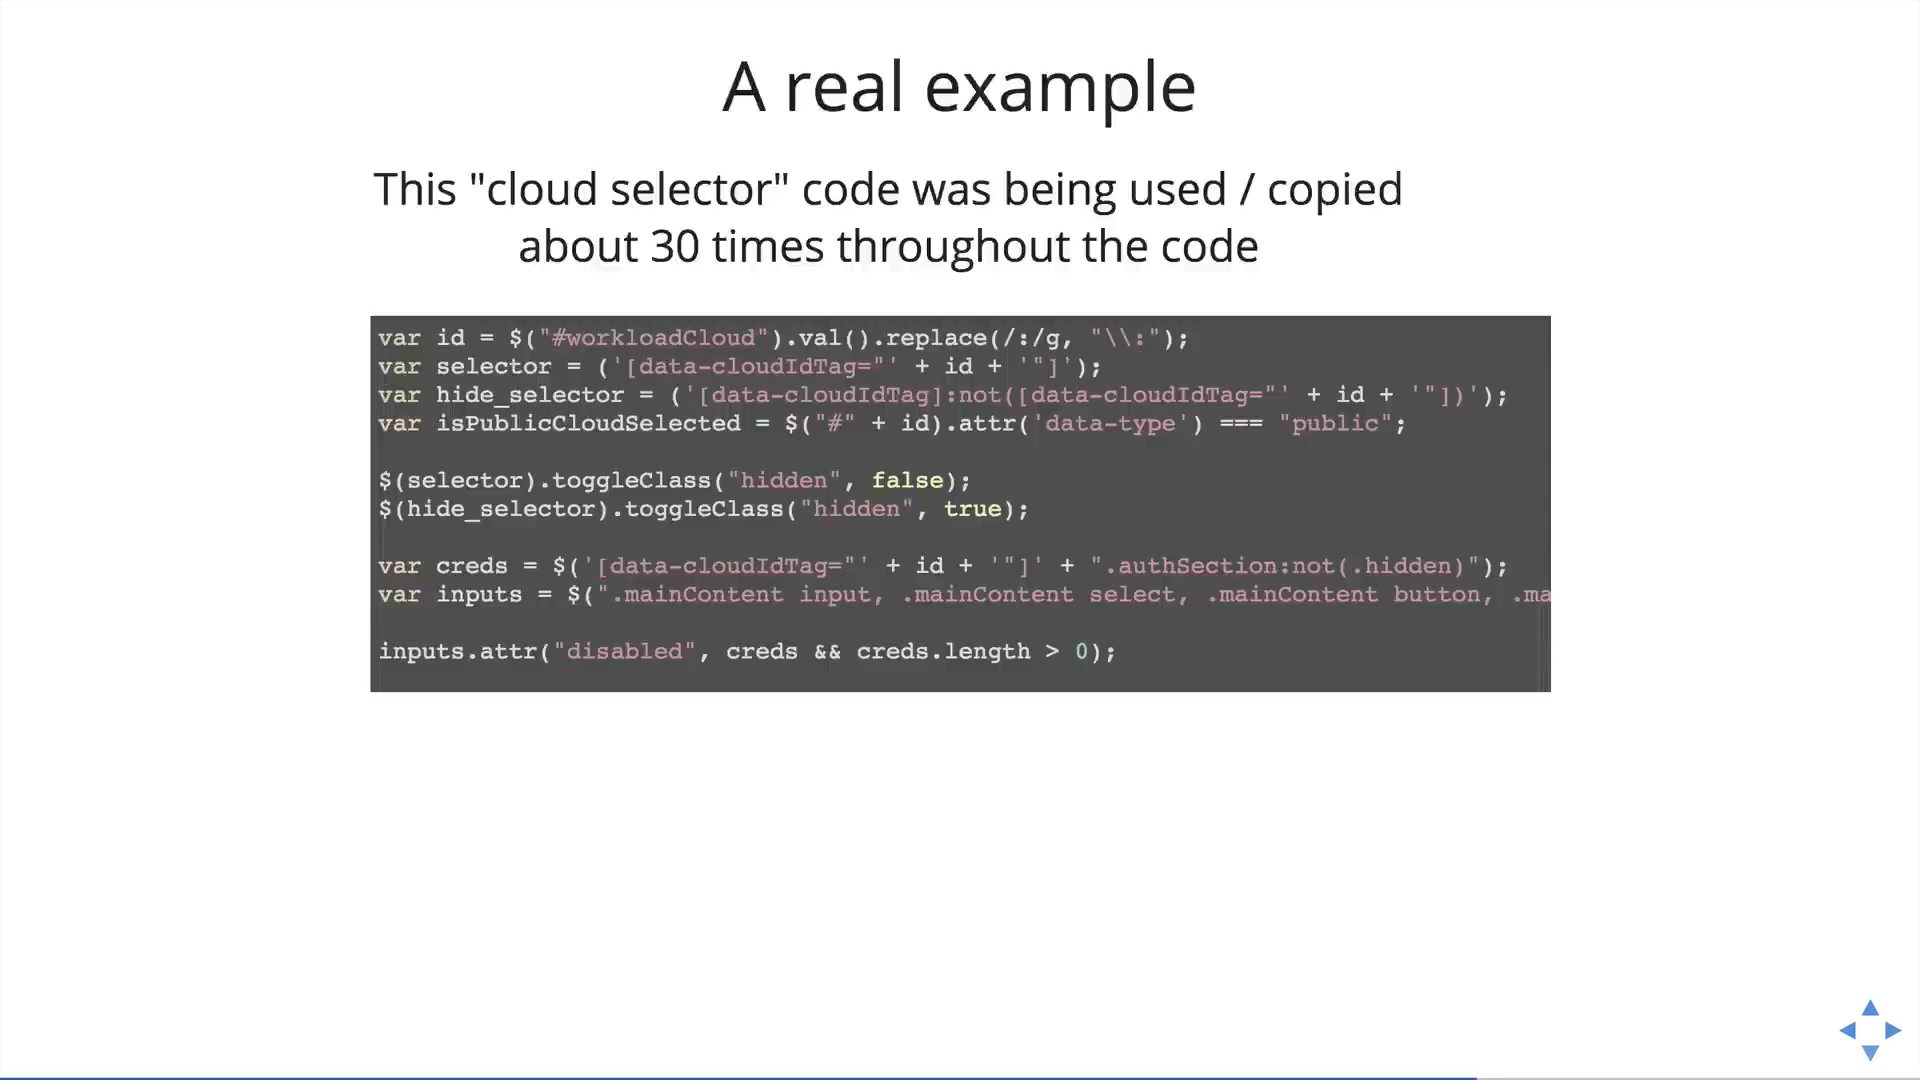 A real example
This "cloud selector" code was being used / copied
about 30 times throughout the code
var id = $("#workloadCloud").val().replace(/:/g, "\\:");
var selector = ('[data-cloudIdTag="' + id + '"]');
var hide_selector = ('[data-cloudIdTag]:not([data-cloudIdTag="' + id + '"])');
var isPublicCloudSelected = $("#" + id).attr('data-type') === "public";
$(selector).toggleClass("hidden", false);
$(hide_selector).toggleClass("hidden", true);
var creds = $('[data-cloudIdTag="' + id + '"]' + ".authSection:not(.hidden)");
var inputs = $(".mainContent input, .mainContent select, .mainContent button, .ma
inputs.attr("disabled", creds && creds.length > 0);